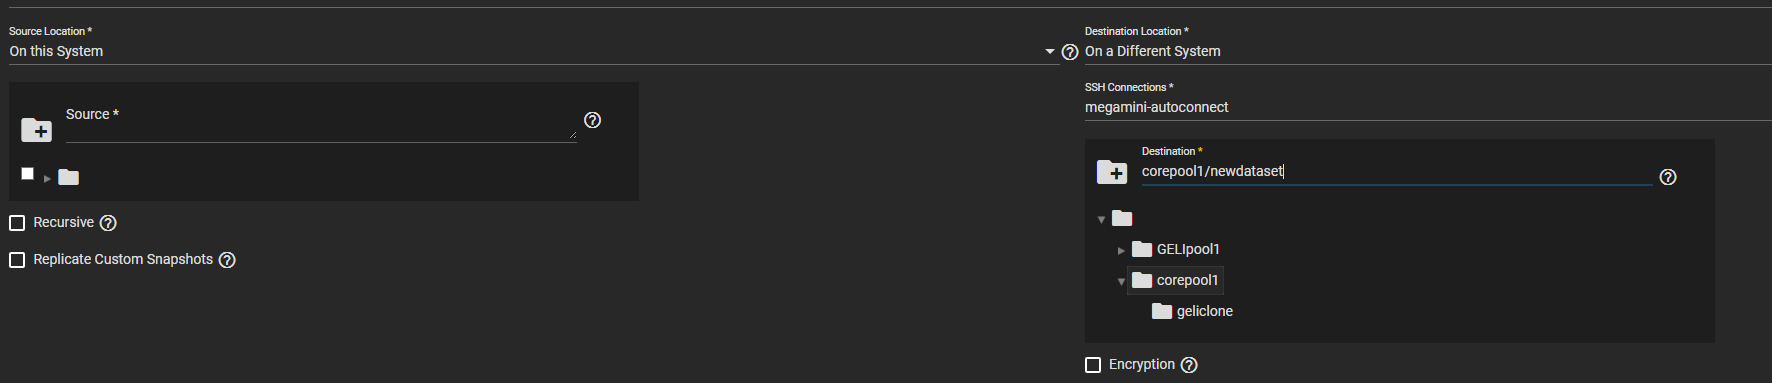 Source Location *
On this System
Source *
Recursive
Replicate Custom Snapshots
Destination Location *
On a Different System
SSH Connections *
megamini-autoconnect
Destination *
corepool1/newdataset
GELIpool1
corepool1
geliclone
Encryption